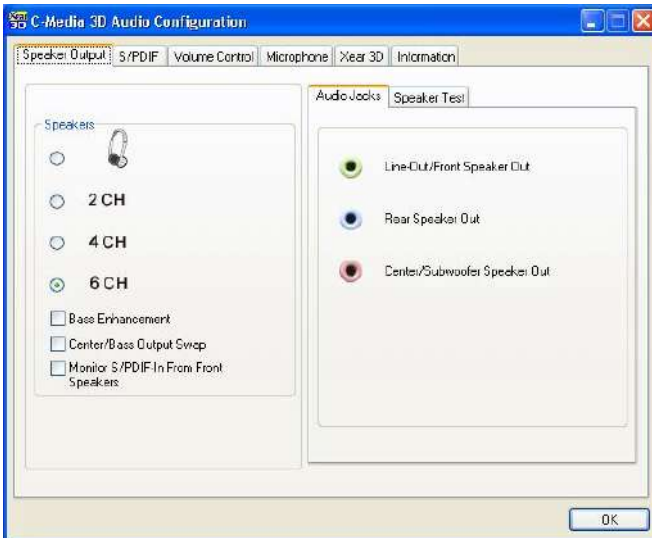 Xear 3D C-Media 3D Audio Configuration
Speaker Output S/PDIF Volume Control Microphone Xear 3D Information
Audio Jacks Speaker Test
Speakers
2 CH
4 CH
6 CH
Bass Enhancement
Center/Bass Output Swap
Monitor S/PDIF-In From Front
Speakers
Line-Out/Front Speaker Out
Rear Speaker Out
Center/Subwoofer Speaker Out
OK